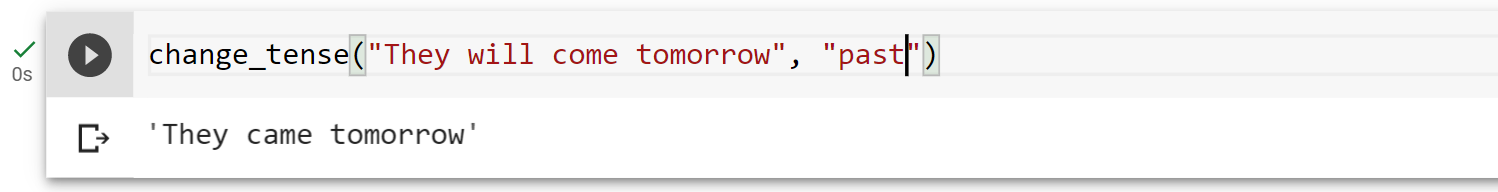 change_tense("They will come tomorrow", "past")
0s
'They came tomorrow'